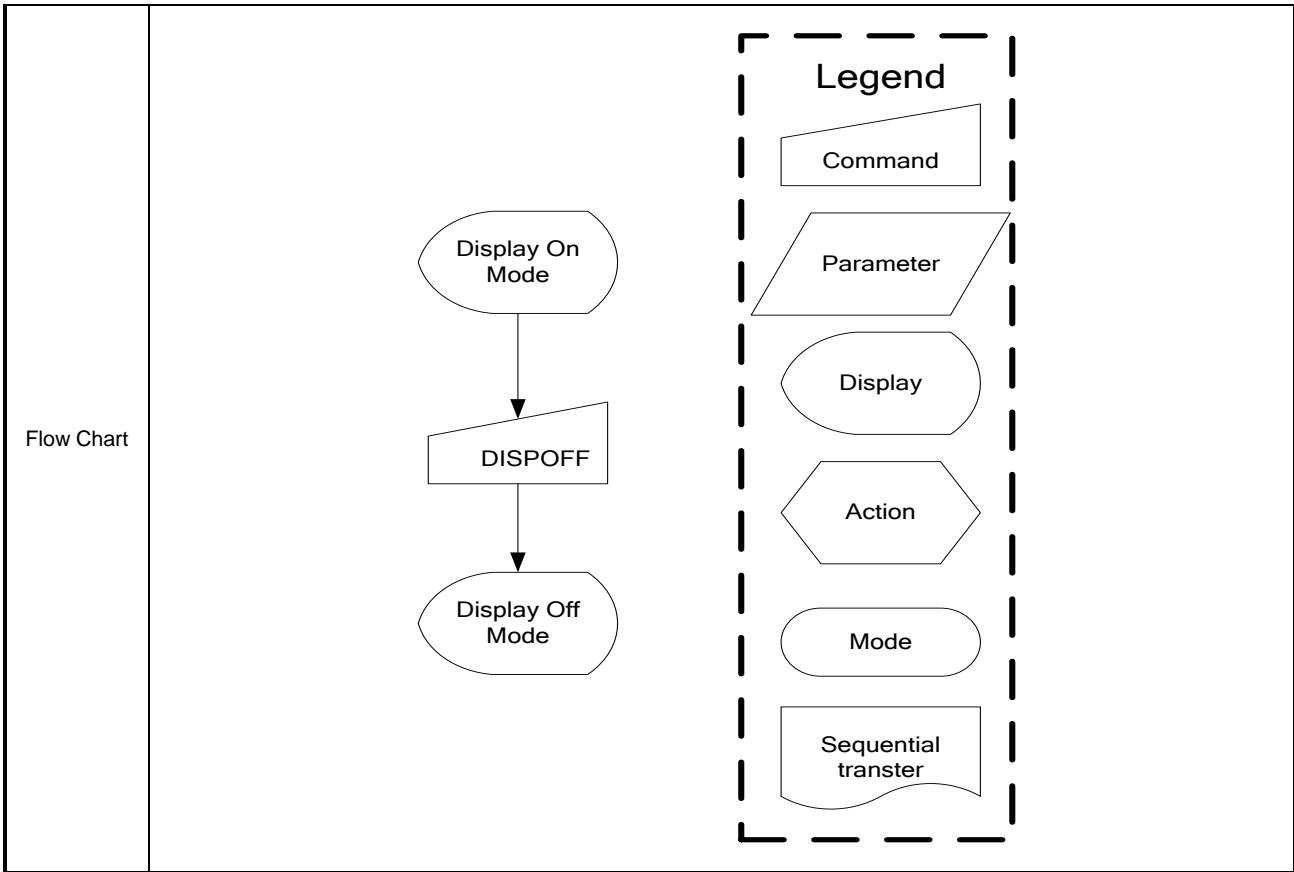 Flow Chart
Display On
Mode
DISPOFF
Display Off
Mode
Legend
Command
Parameter
Display
Action
Mode
Sequential
transter